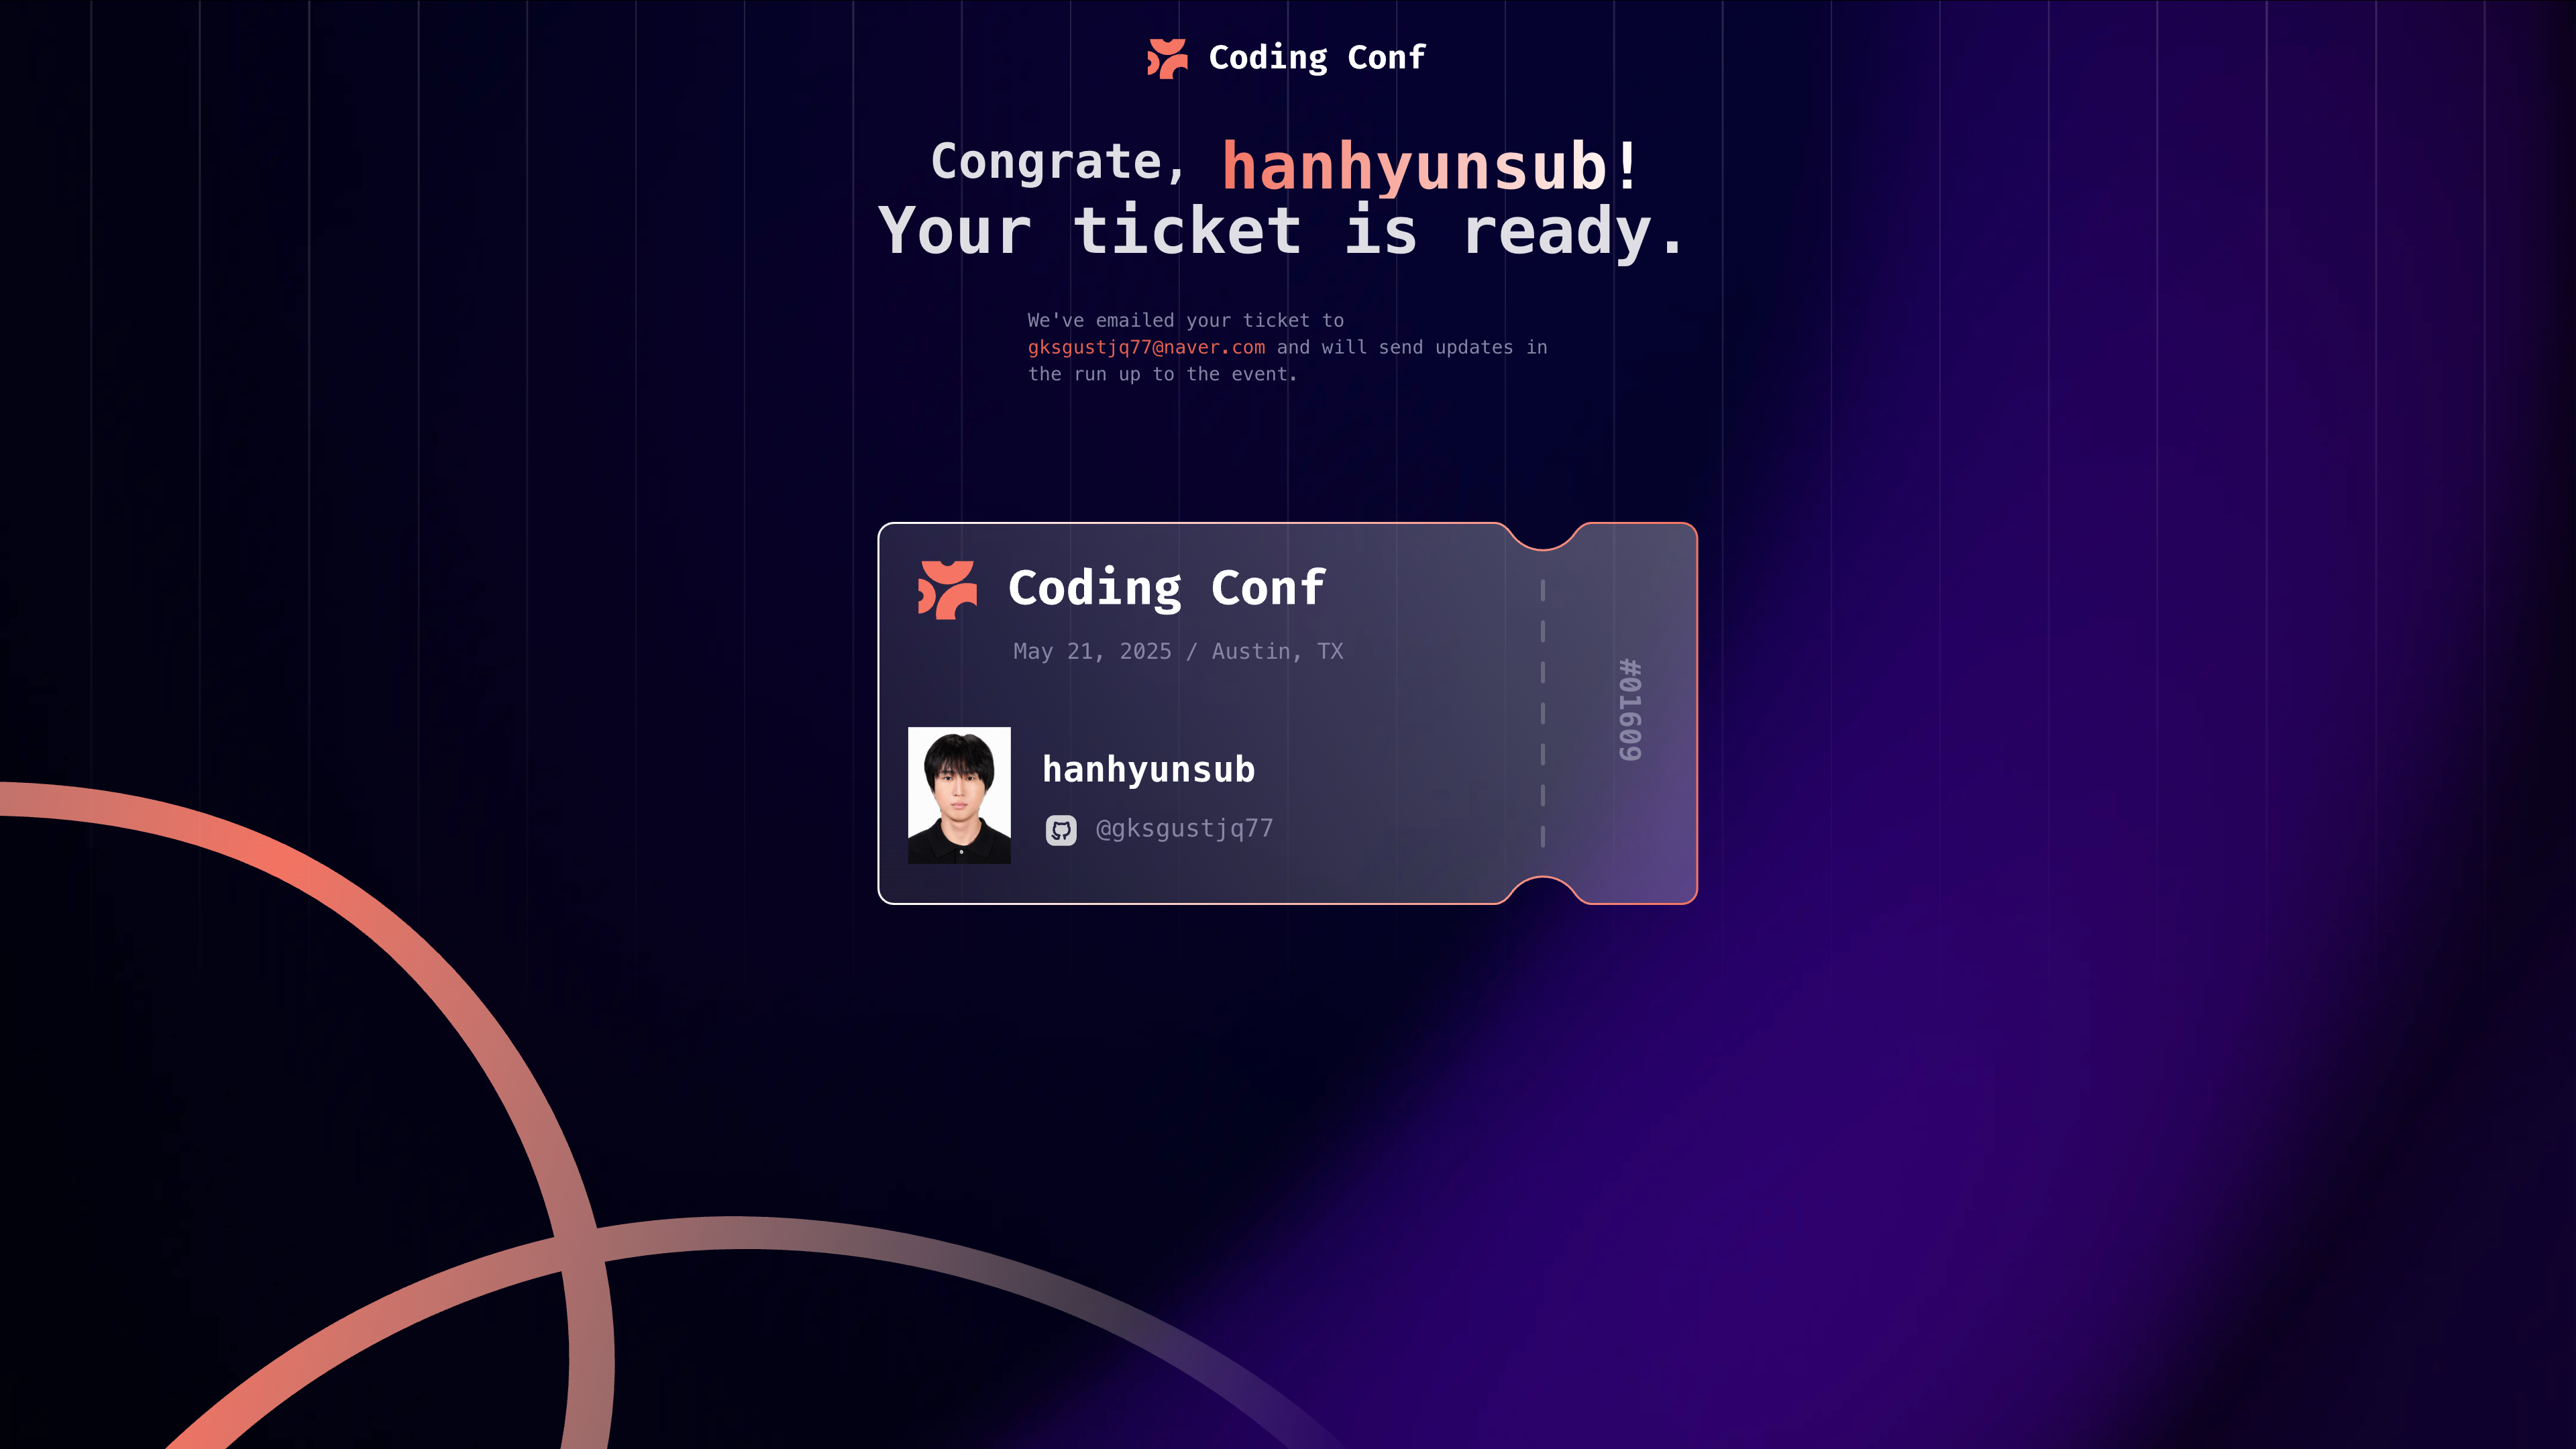 Coding Conf
Congrate, hanhyunsub!
Your ticket is ready.
We've emailed your ticket to
gksgustjq77@naver.com and will send updates in
the run up to the event.
Coding Conf
May 21, 2025 / Austin, TX
hanhyunsub
@gksgustjq77
#01609